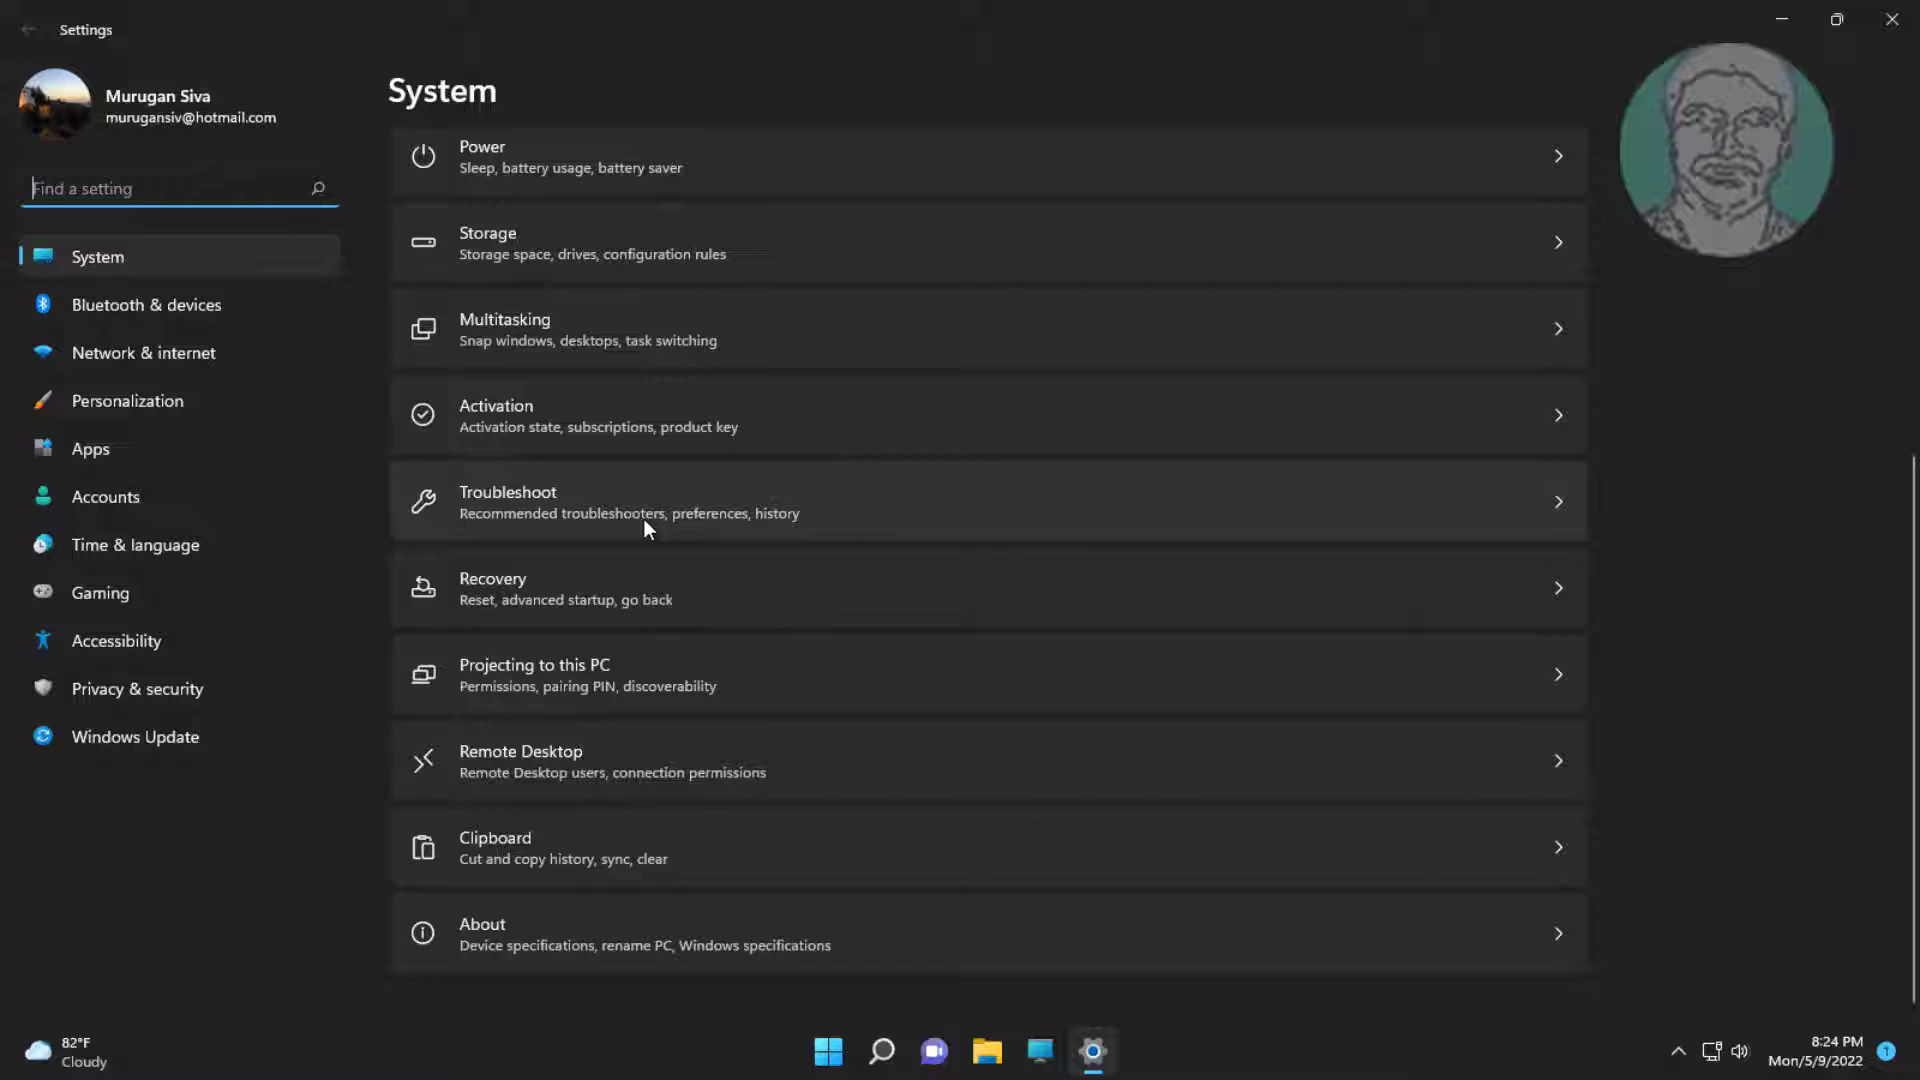 Settings
Murugan Siva
murugansiv@hotmail.com
Find a setting
System
Bluetooth & devices
Network & internet
Personalization
Apps
Accounts
Time & language
Gaming
Accessibility
Privacy & security
Windows Update
System
Power
Sleep, battery usage, battery saver
Storage
Storage space, drives, configuration rules
Multitasking
Snap windows, desktops, task switching
Activation
Activation state, subscriptions, product key
Troubleshoot
Recommended troubleshooters, preferences, history
Recovery
Reset, advanced startup, go back
Projecting to this PC
Permissions, pairing PIN, discoverability
Remote Desktop
Remote Desktop users, connection permissions
Clipboard
Cut and copy history, sync, clear
About
Device specifications, rename PC, Windows specifications
82°F
Cloudy
8:24 PM
Mon/5/9/2022
1